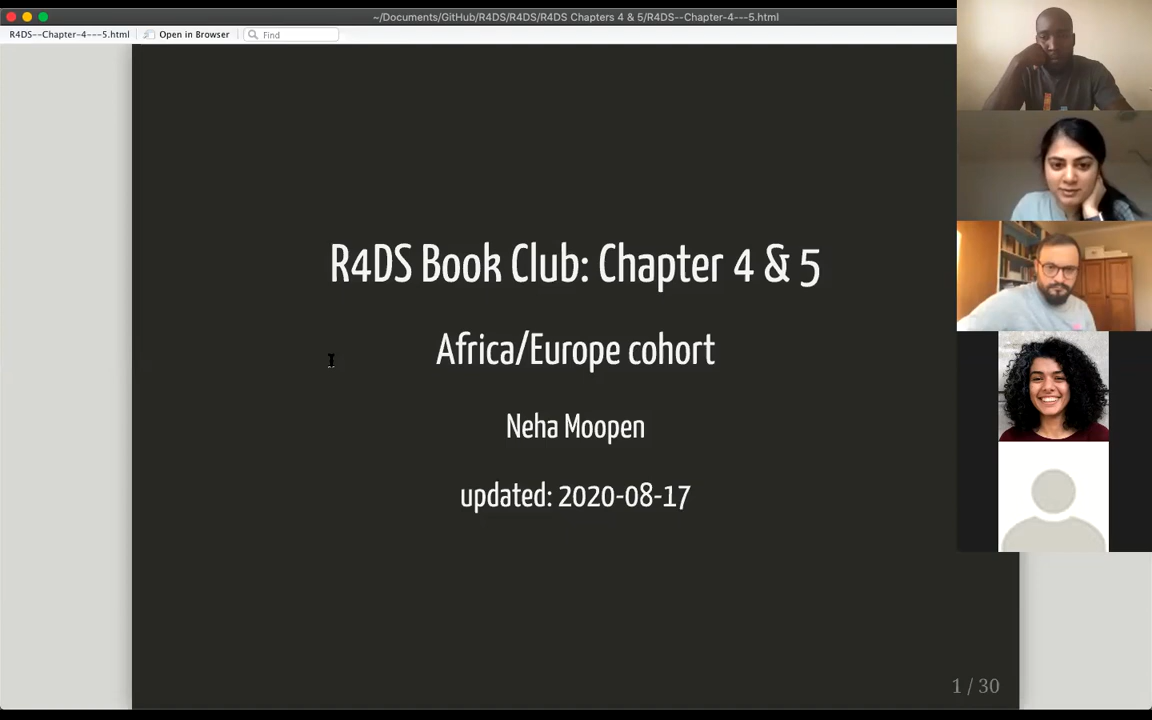 ~/Documents/GitHub/R4DS/R4DS/R4DS Chapters 4 & 5/R4DS--Chapter-4---5.html
R4DS--Chapter-4---5.html
Open in Browser
Find
R4DS Book Club: Chapter 4 & 5
Africa/Europe cohort
Neha Moopen
updated: 2020-08-17
1 / 30